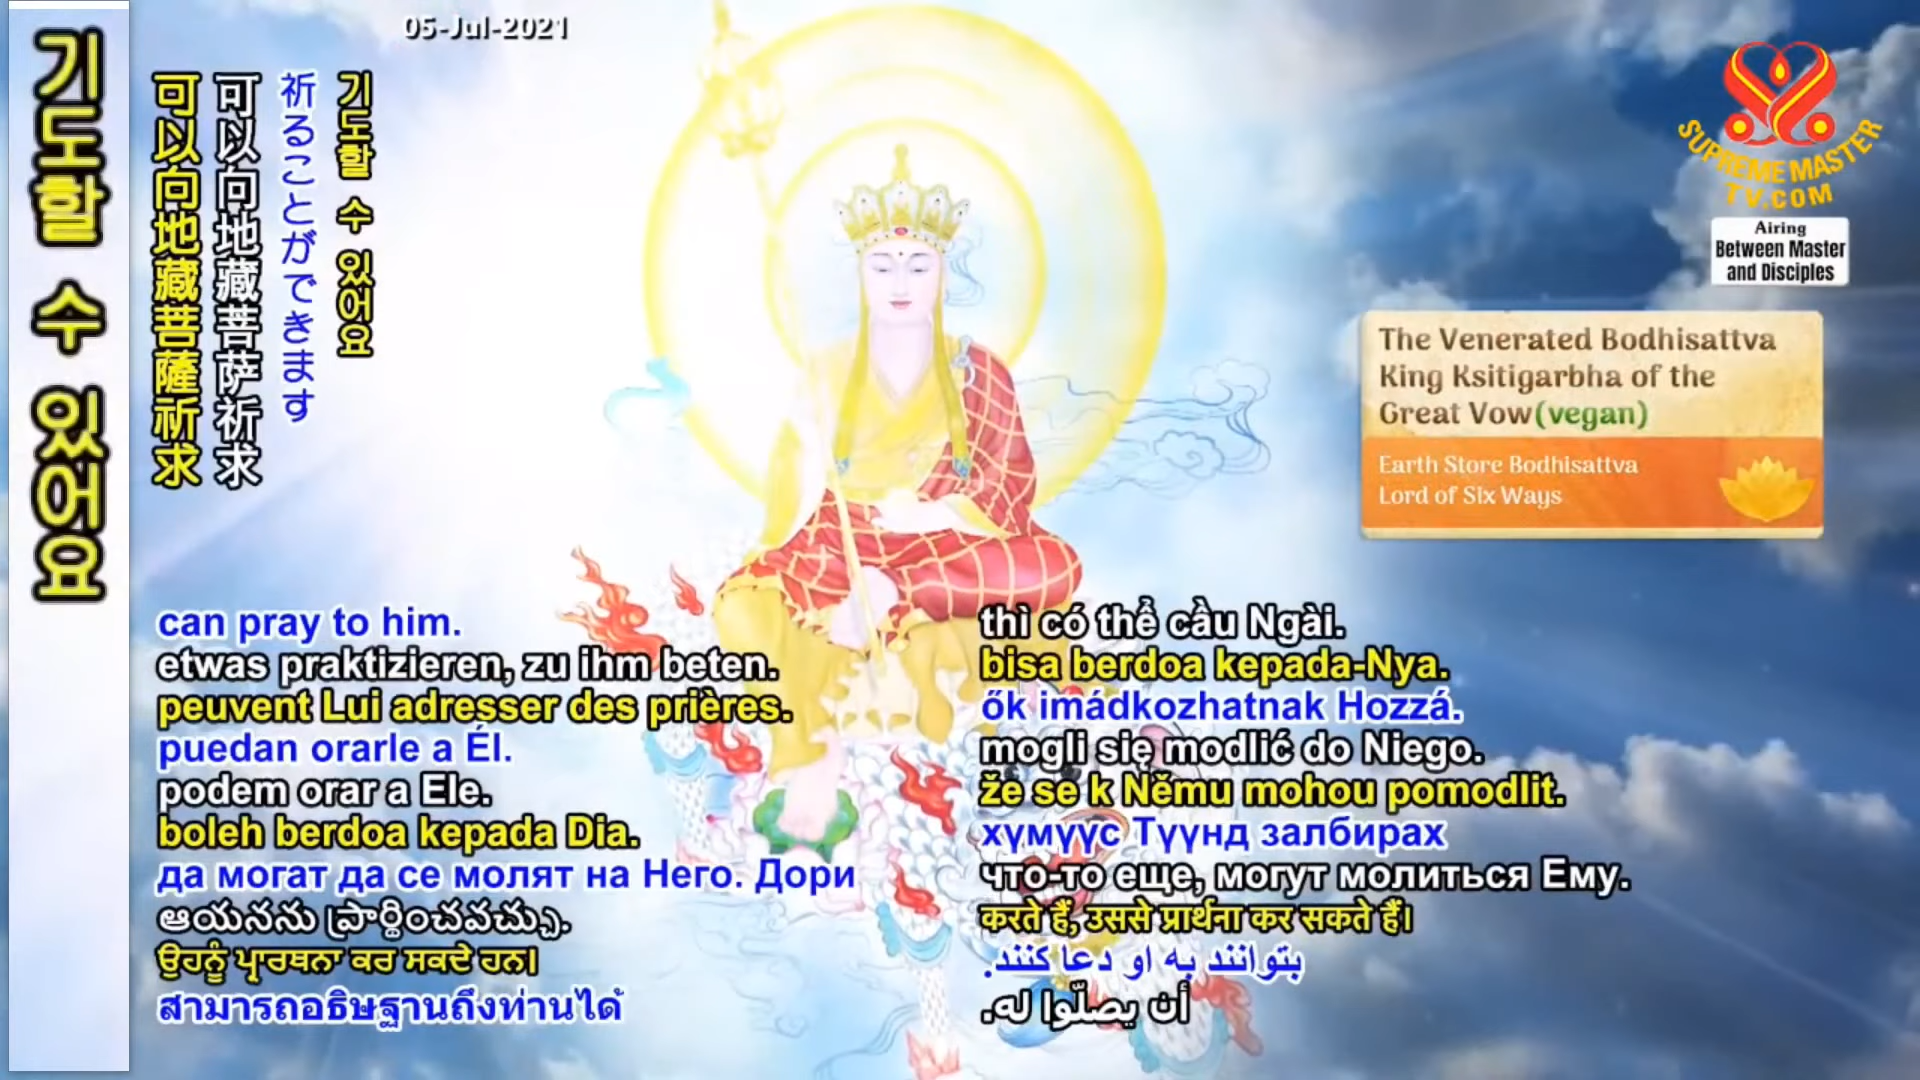 기도할 수 있어요
05-Jul-2021
可以向地藏菩薩祈求
可以向地藏菩萨祈求
祈ることができます
기도할 수 있어요
SUPREME MASTER
TV.COM
Airing
Between Master
and Disciples
The Venerated Bodhisattva
King Ksitigarbha of the
Great Vow(vegan)
Earth Store Bodhisattva
Lord of Six Ways
can pray to him.
etwas praktizieren, zu ihm beten.
peuvent Lui adresser des prières.
puedan orarle a Él.
podem orar a Ele.
boleh berdoa kepada Dia.
да могат да се молят на Него. Дори
ఆయనను ప్రార్థించవచ్చు.
ਉਹਨੂੰ ਪ੍ਰਾਰਥਨਾ ਕਰ ਸਕਦੇ ਹਨ।
สามารถอธิษฐานถึงท่านได้
thì có thể cầu Ngài.
bisa berdoa kepada-Nya.
ők imádkozhatnak Hozzá.
mogli się modlić do Niego.
že se k Němu mohou pomodlit.
хүмүүс Түүнд залбирах
что-то еще, могут молиться Ему.
करते हैं, उससे प्रार्थना कर सकते हैं।
بتوانند به او دعا کنند.
أن يصلّوا له.